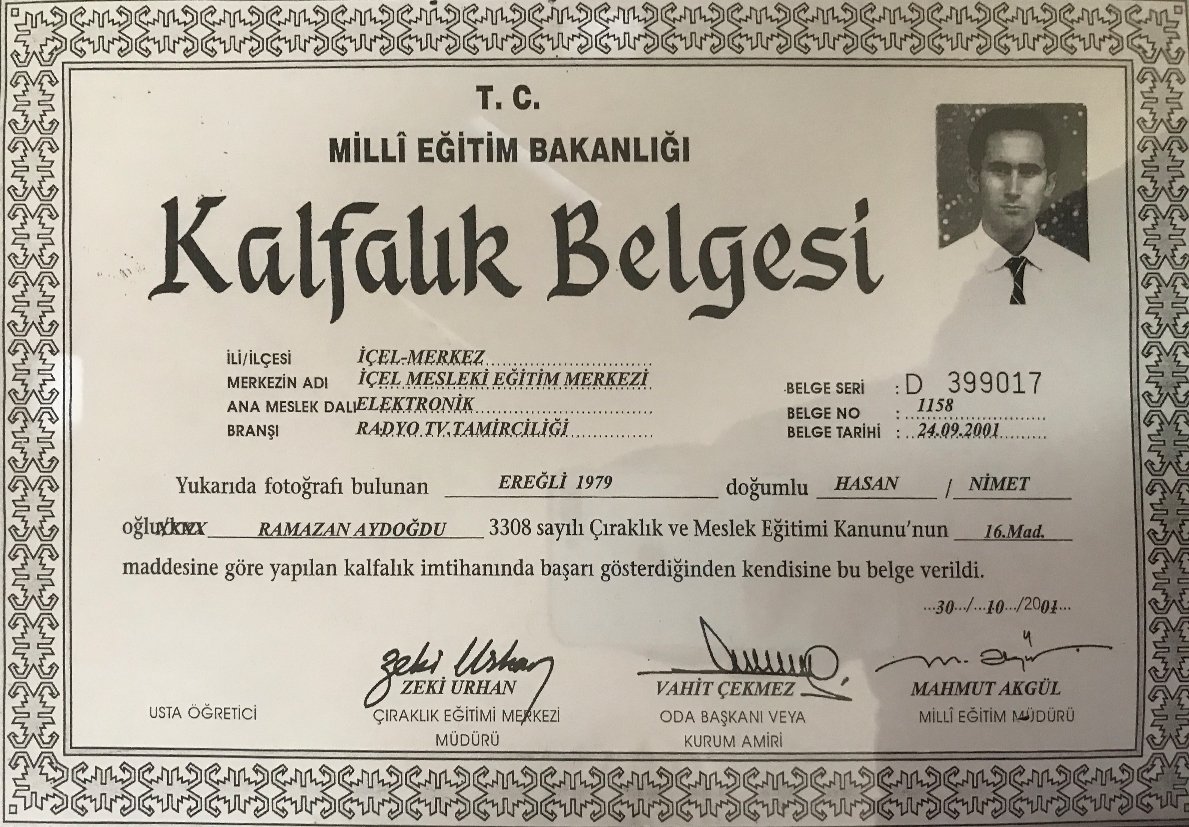 T. C.
MİLLÎ EĞİTİM BAKANLIĞI
Kalfalık Belgesi
İLİ/İLÇESİ İÇEL-MERKEZ
MERKEZİN ADI İÇEL MESLEKİ EĞİTİM MERKEZİ
ANA MESLEK DALI ELEKTRONİK
BRANŞI RADYO TV.TAMİRCİLİĞİ
BELGE SERİ : D 399017
BELGE NO : 1158
BELGE TARİHİ : 24.09.2001
Yukarıda fotoğrafı bulunan EREĞLİ 1979 doğumlu HASAN / NİMET
oğlu RAMAZAN AYDOĞDU 3308 sayılı Çıraklık ve Meslek Eğitimi Kanunu'nun 16.Mad.
maddesine göre yapılan kalfalık imtihanında başarı gösterdiğinden kendisine bu belge verildi.
30 / 10 /2001
zeki Urhan
ZEKİ URHAN VAHİT ÇEKMEZ MAHMUT AKGÜL
USTA ÖĞRETİCİ ÇIRAKLIK EĞİTİMİ MERKEZİ ODA BAŞKANI VEYA MİLLİ EĞİTİM MÜDÜRÜ
MÜDÜRÜ KURUM AMİRİ